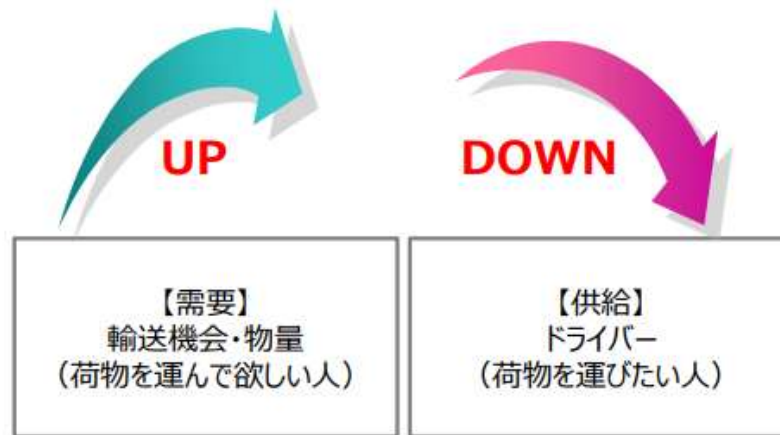 UP
DOWN
【需要】
輸送機会・物量
（荷物を運んで欲しい人）
【供給】
ドライバー
（荷物を運びたい人）